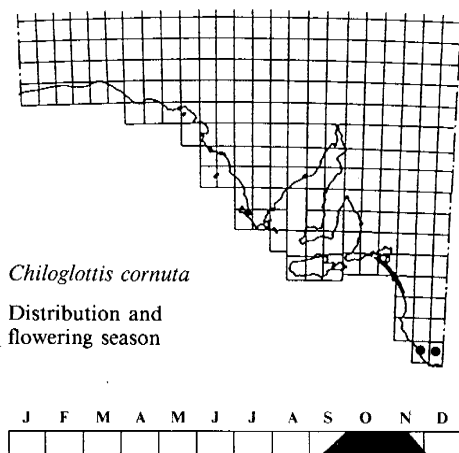 Chiloglottis cornuta
Distribution and
flowering season
J F M A M J J A S O N D